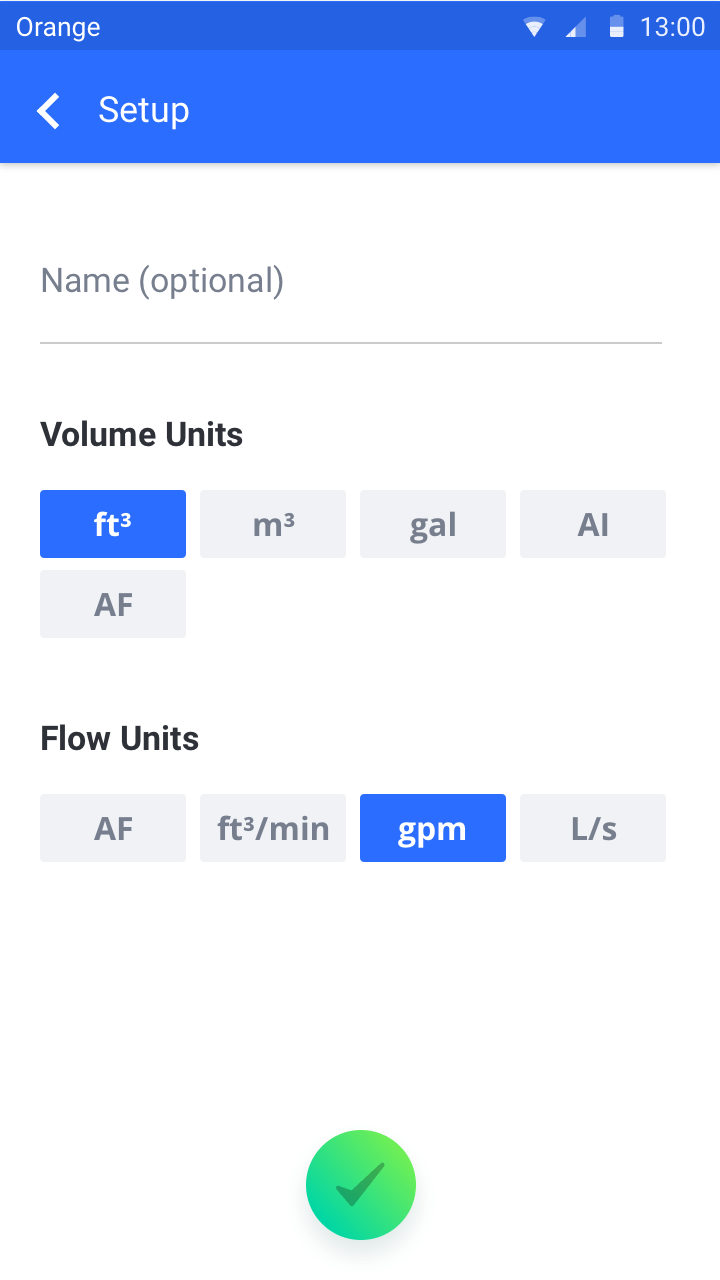 Orange 13:00
Setup
Name (optional)
Volume Units
ft³ m³ gal AI
AF
Flow Units
AF ft³/min gpm L/s